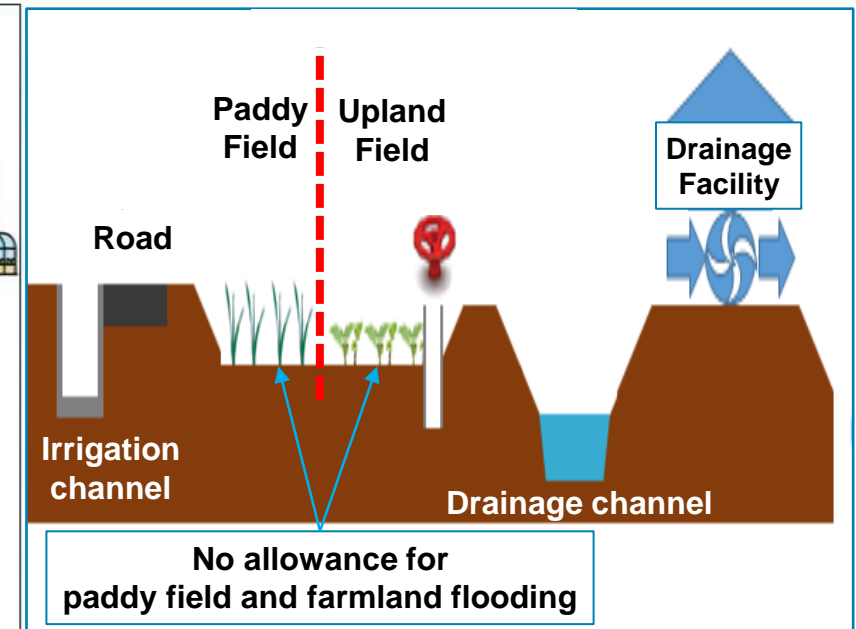 Paddy
Field
Upland
Field
Drainage
Facility
Road
Irrigation
channel
Drainage channel
No allowance for
paddy field and farmland flooding